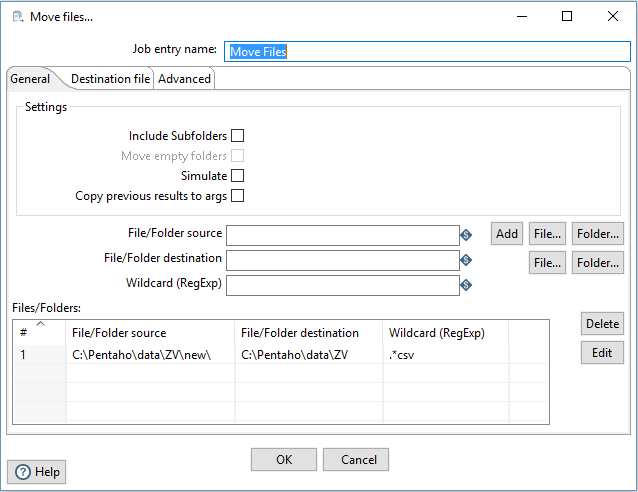 Move files...
Job entry name: Move Files
General Destination file Advanced
Settings
Include Subfolders
Move empty folders
Simulate
Copy previous results to args
File/Folder source Add File... Folder...
File/Folder destination File... Folder...
Wildcard (RegExp)
Files/Folders:
# File/Folder source File/Folder destination Wildcard (RegExp) Delete
1 C:\Pentaho\data\ZV\new\ C:\Pentaho\data\ZV .*csv Edit
OK Cancel
Help